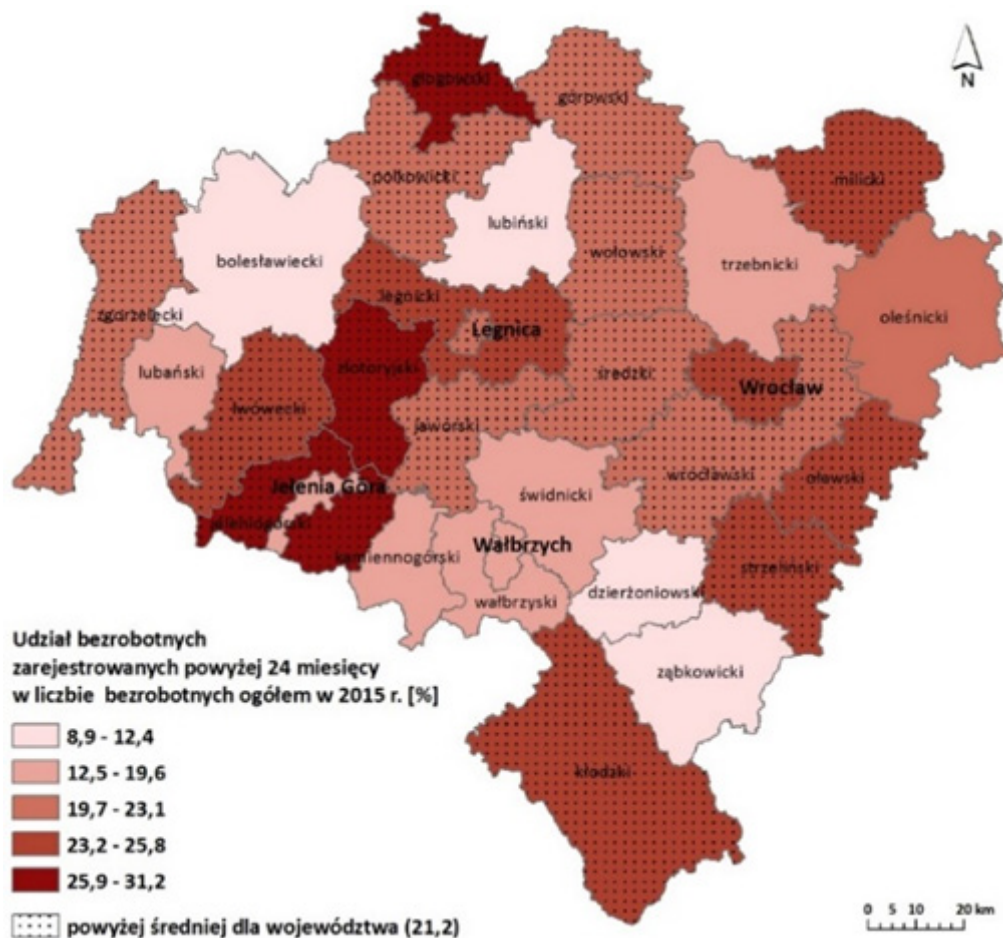 głogowski
N
górowski
polkowicki
milicki
lubiński
bolesławiecki
wołowski
trzebnicki
legnicki
zgorzelecki
Legnica
oleśnicki
lubański
złotoryjski
średzki
Wrocław
lwówecki
jaworski
wrocławski
oławski
Jelenia Góra
świdnicki
jeleniogórski
kamiennogórski
Wałbrzych
strzeliński
dzierżoniowski
wałbrzyski
ząbkowicki
kłodzki
Udział bezrobotnych
zarejestrowanych powyżej 24 miesięcy
w liczbie bezrobotnych ogółem w 2015 r. [%]
8,9 - 12,4
12,5 - 19,6
19,7 - 23,1
23,2 - 25,8
25,9 - 31,2
powyżej średniej dla województwa (21,2)
0 5 10 20 km